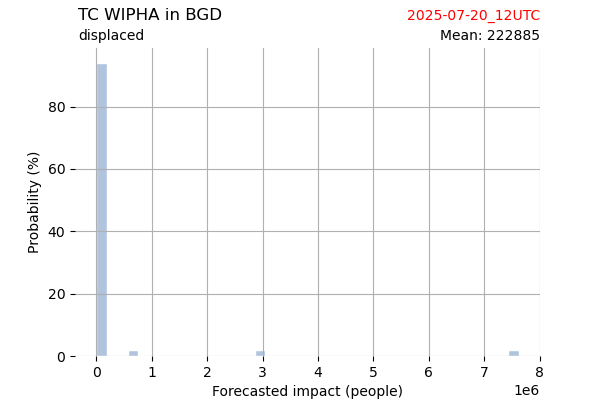 TC WIPHA in BGD
2025-07-20_12UTC
displaced
Mean: 222885
Probability (%)
80
60
40
20
0
0 1 2 3 4 5 6 7 8
1e6
Forecasted impact (people)